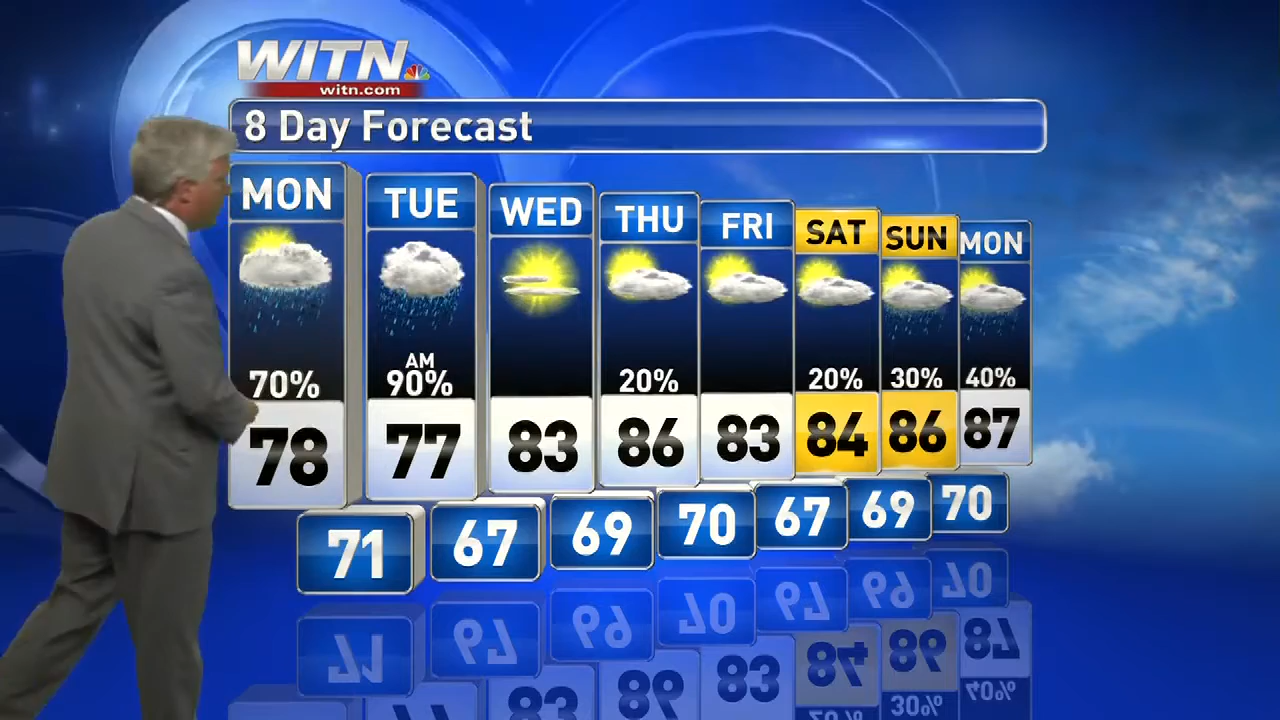 WITN
witn.com
8 Day Forecast
MON TUE WED THU FRI SAT SUN MON
AM
70% 90% 20% 20% 30% 40%
78 77 83 86 83 84 86 87
71 67 69 70 67 69 70